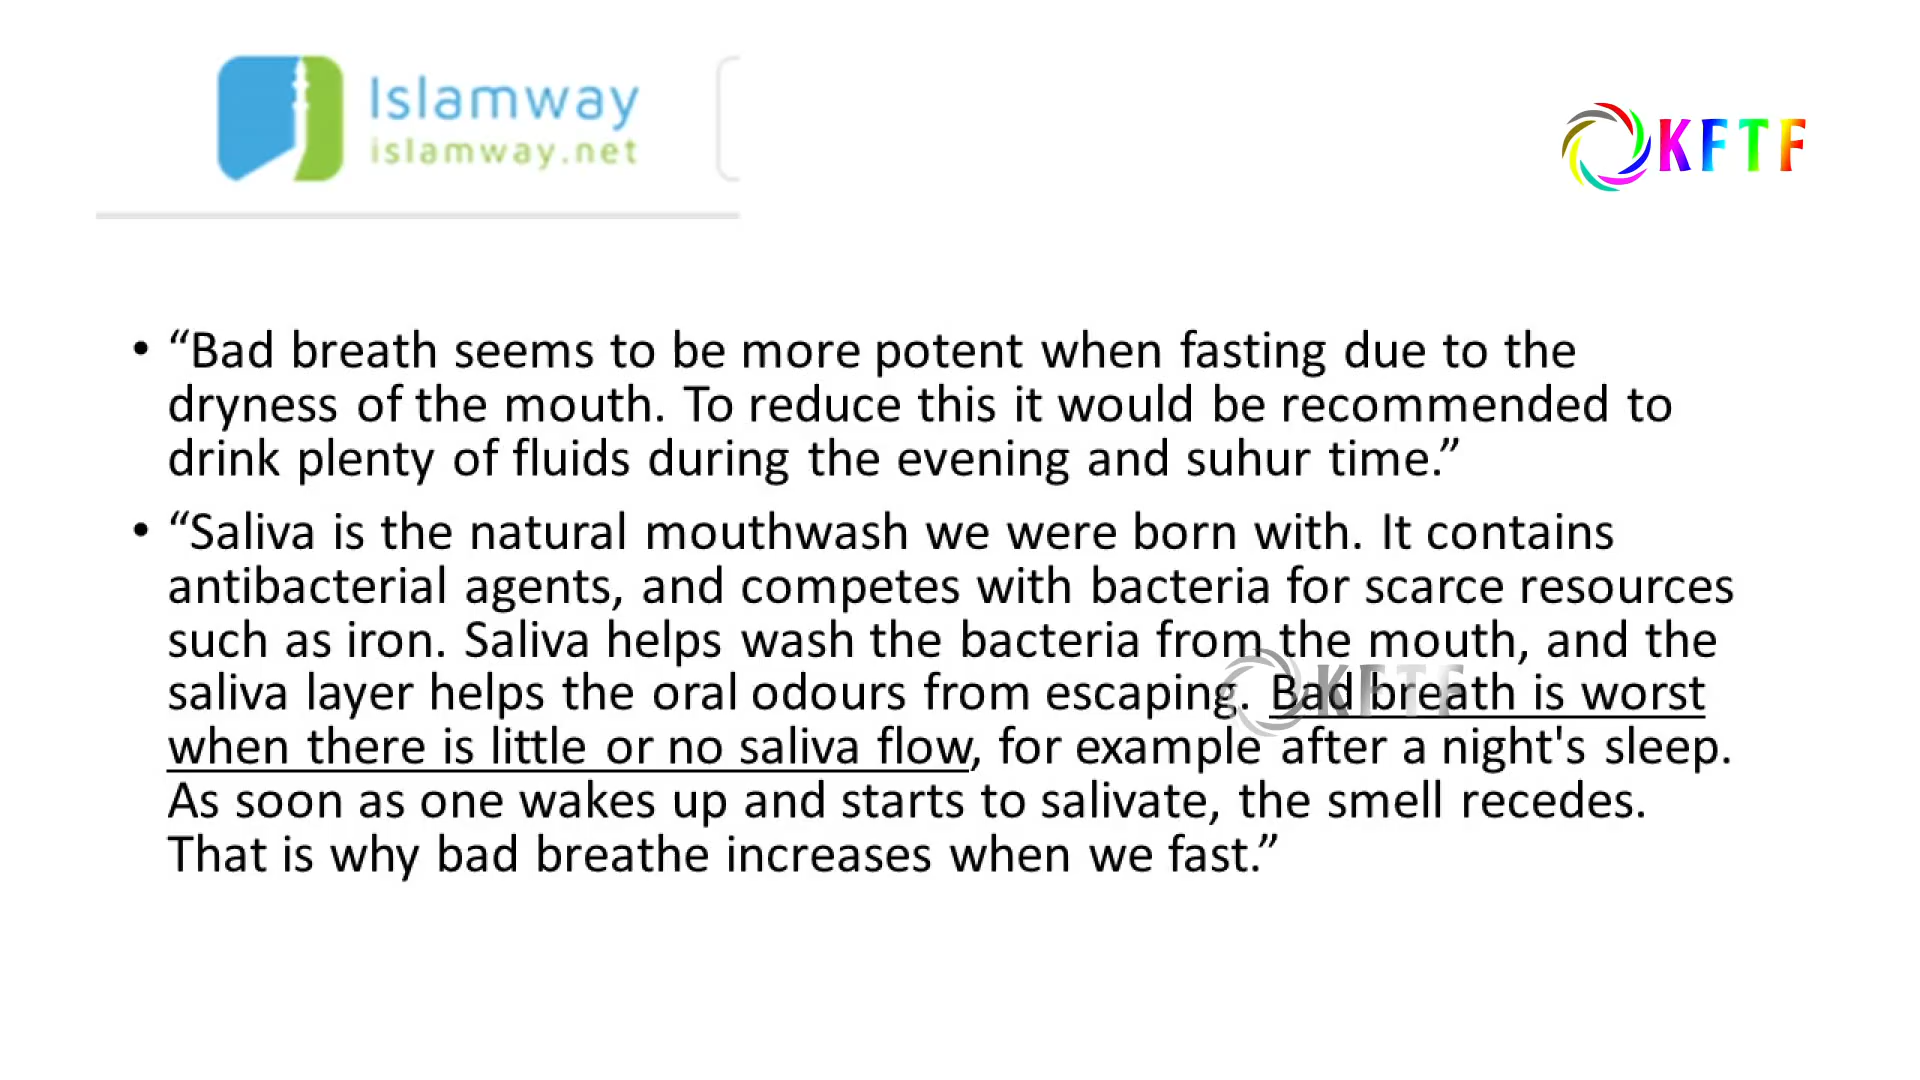 Islamway
islamway.net
KFTF
• “Bad breath seems to be more potent when fasting due to the
dryness of the mouth. To reduce this it would be recommended to
drink plenty of fluids during the evening and suhur time.”
• “Saliva is the natural mouthwash we were born with. It contains
antibacterial agents, and competes with bacteria for scarce resources
such as iron. Saliva helps wash the bacteria from the mouth, and the
saliva layer helps the oral odours from escaping. Bad breath is worst
when there is little or no saliva flow, for example after a night's sleep.
As soon as one wakes up and starts to salivate, the smell recedes.
That is why bad breathe increases when we fast.”
KFTF